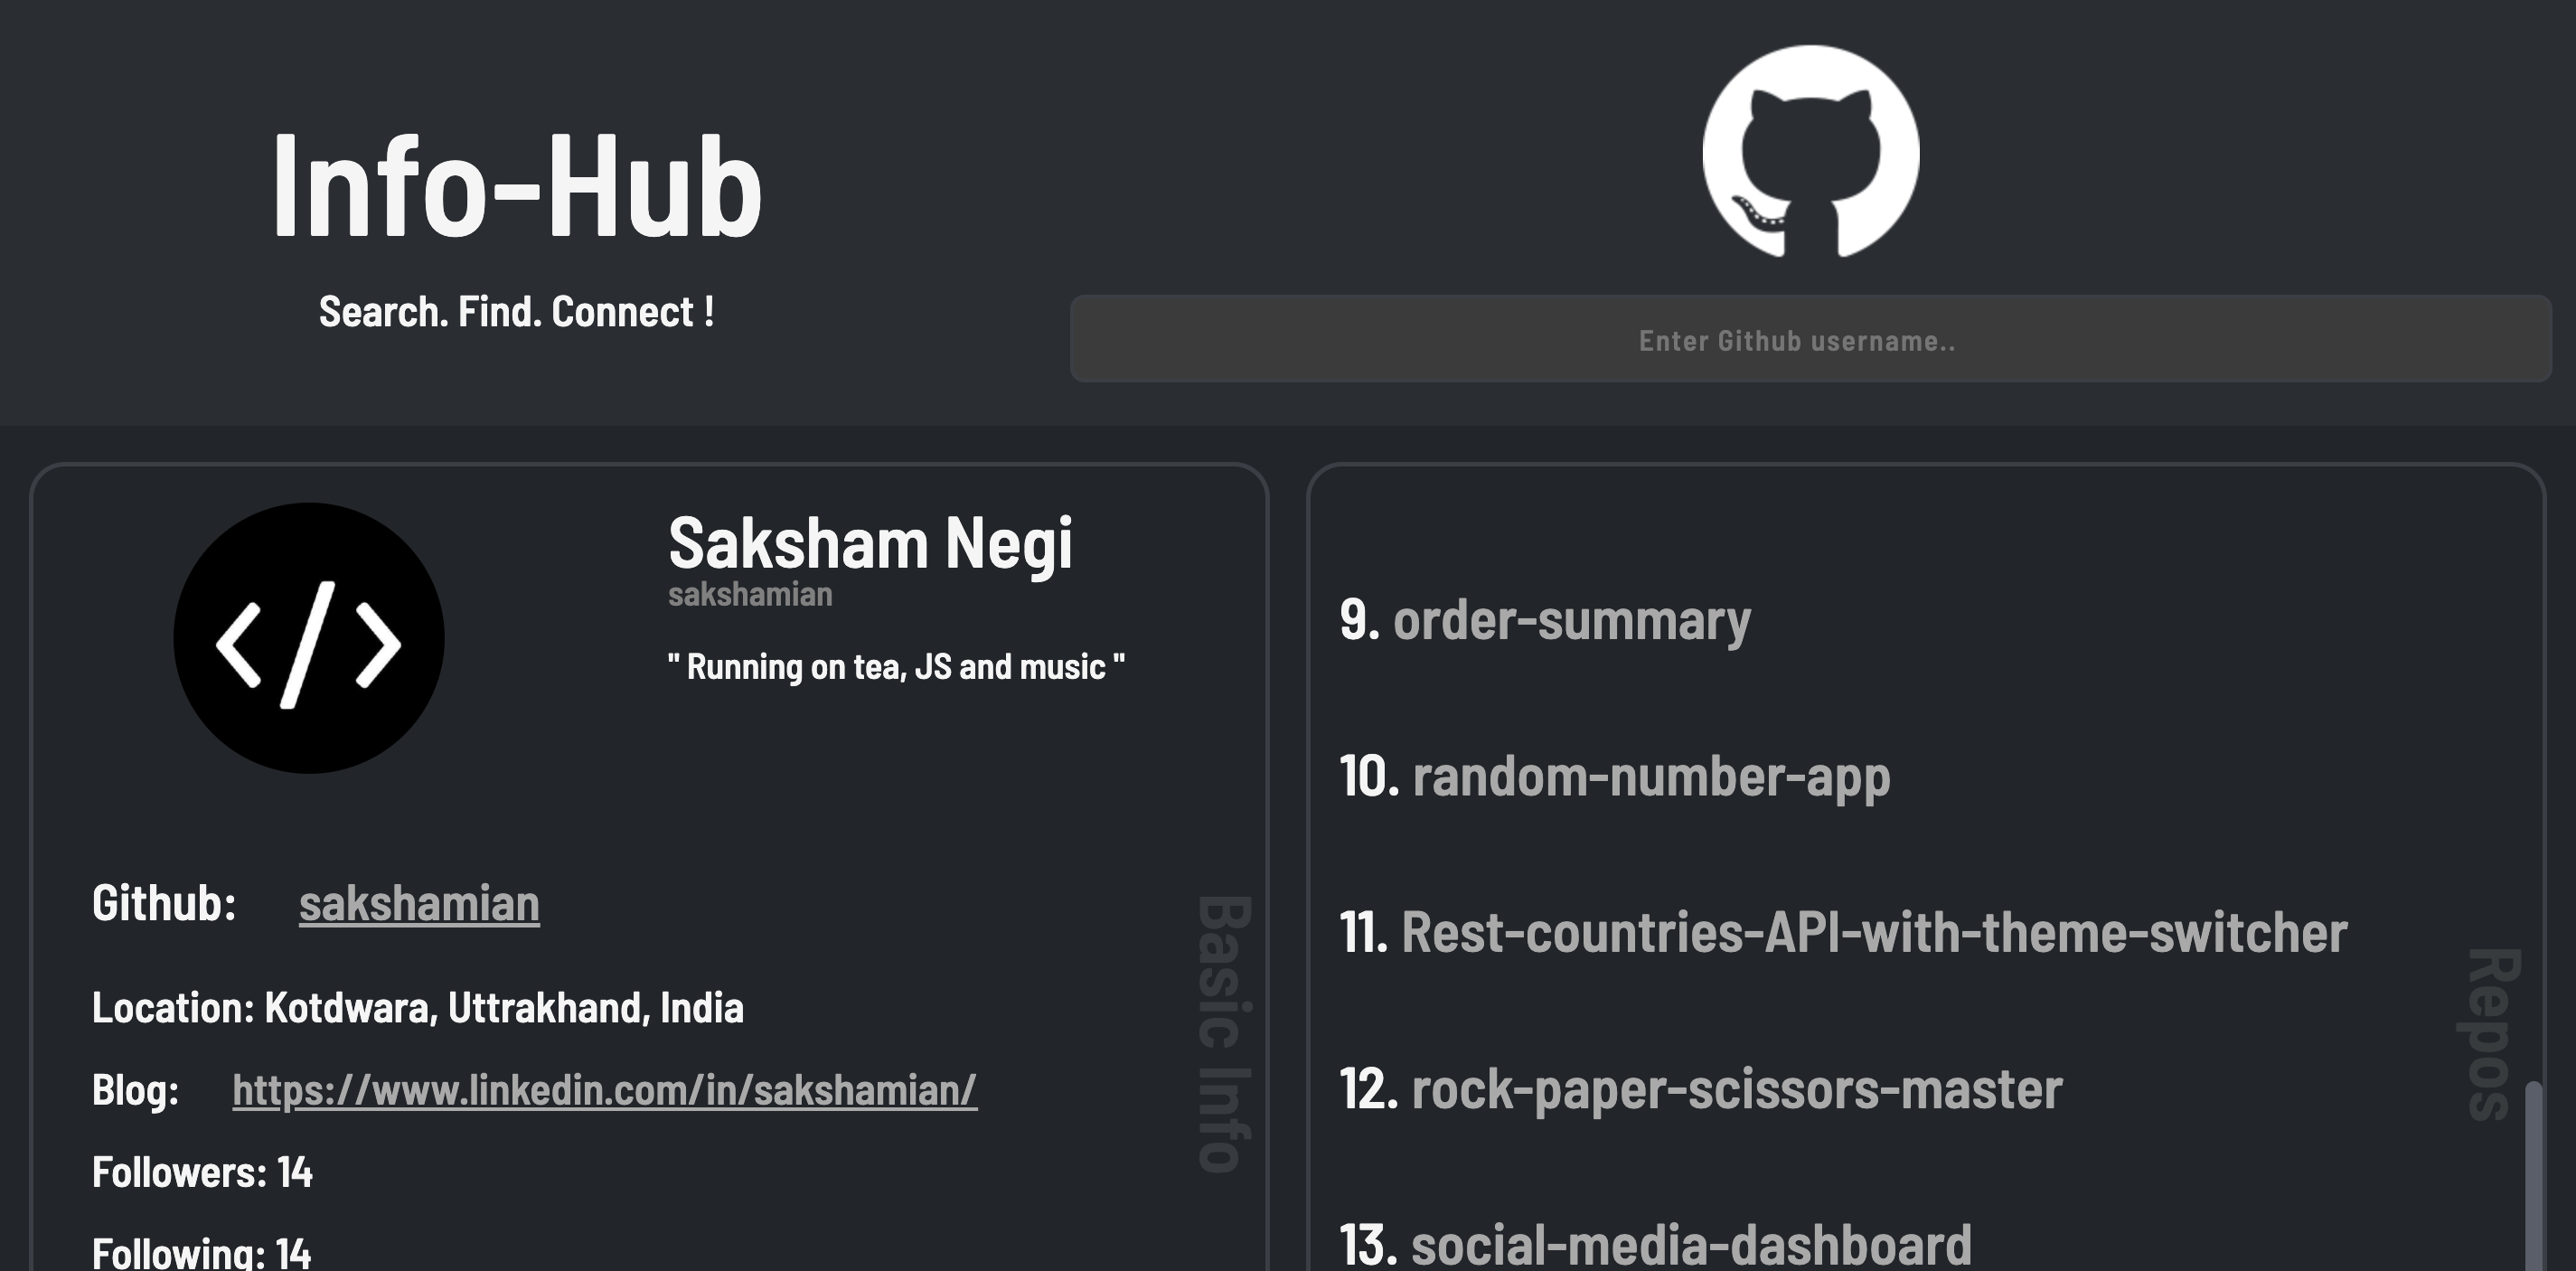 Info-Hub
Search. Find. Connect !
Enter Github username..
</>
Saksham Negi
sakshamian
" Running on tea, JS and music "
Github: sakshamian
Location: Kotdwara, Uttrakhand, India
Blog: https://www.linkedin.com/in/sakshamian/
Followers: 14
Following: 14
Basic Info
9. order-summary
10. random-number-app
11. Rest-countries-API-with-theme-switcher
12. rock-paper-scissors-master
13. social-media-dashboard
Repos